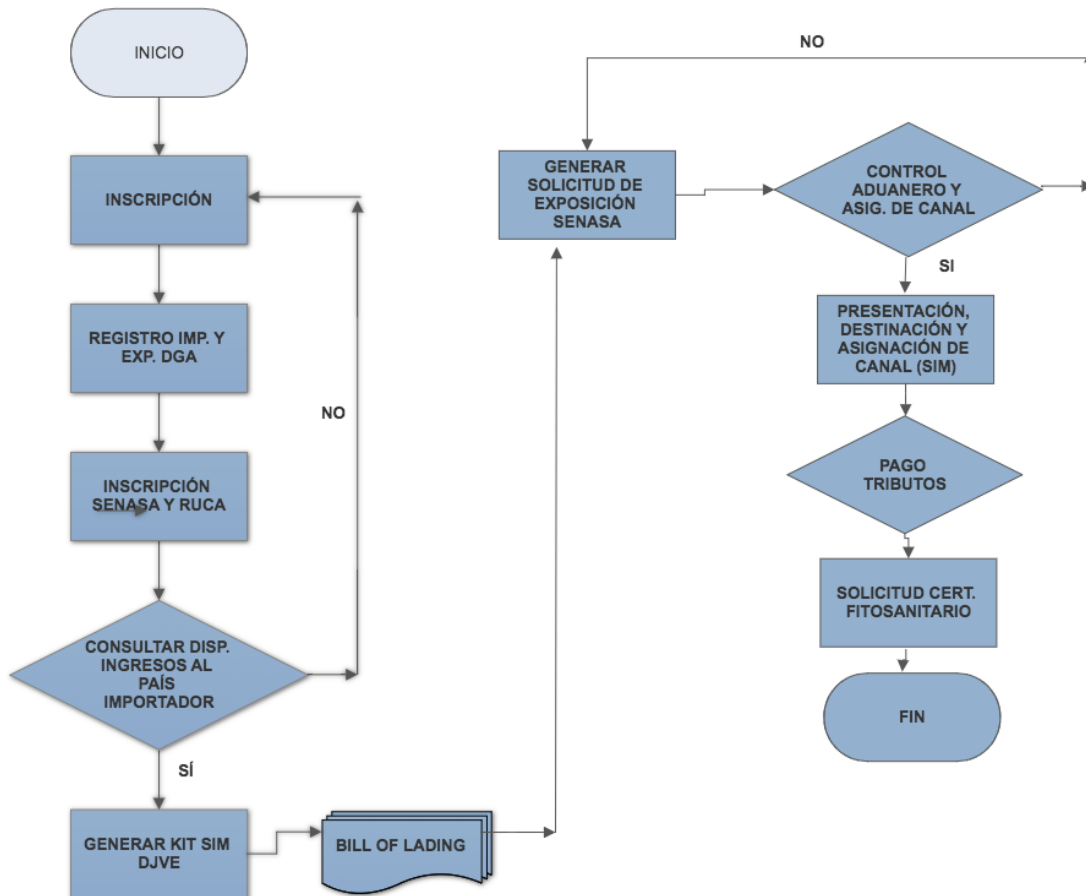 INICIO
INSCRIPCIÓN
REGISTRO IMP. Y
EXP. DGA
INSCRIPCIÓN
SENASA Y RUCA
CONSULTAR DISP.
INGRESOS AL
PAÍS
IMPORTADOR
NO
SÍ
GENERAR KIT SIM
DJVE
BILL OF LADING
GENERAR
SOLICITUD DE
EXPOSICIÓN
SENASA
NO
CONTROL
ADUANERO Y
ASIG. DE CANAL
SI
PRESENTACIÓN,
DESTINACIÓN Y
ASIGNACIÓN DE
CANAL (SIM)
PAGO
TRIBUTOS
SOLICITUD CERT.
FITOSANITARIO
FIN